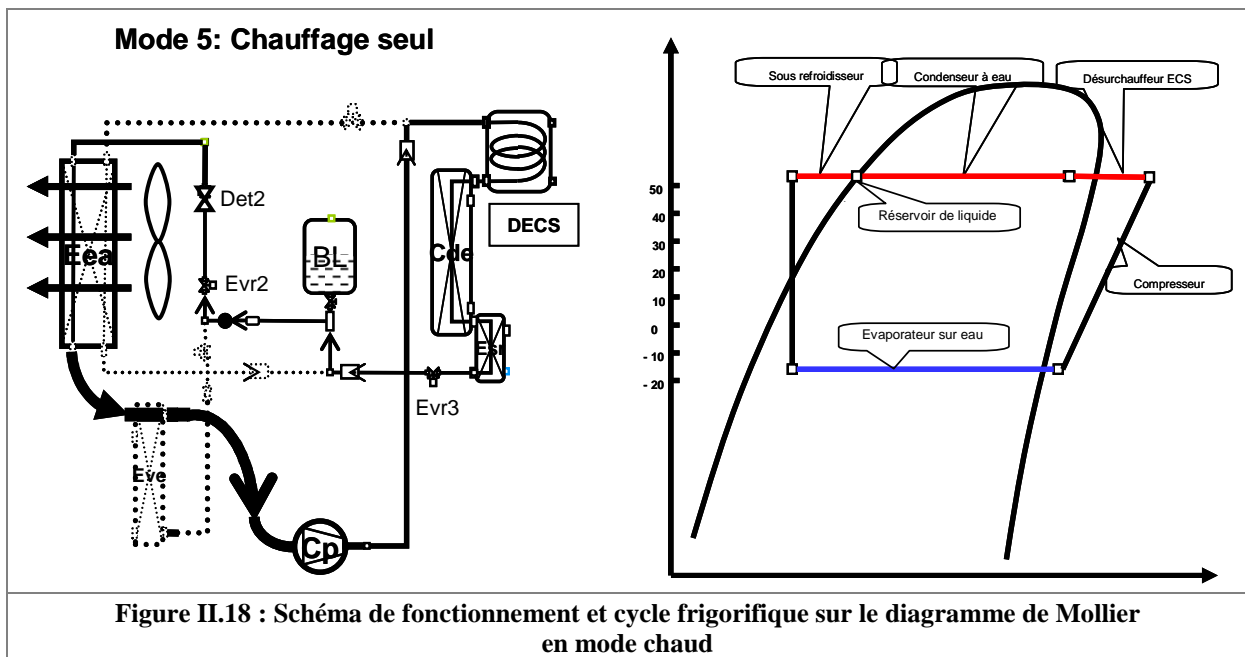 Mode 5: Chauffage seul
Sous refroidisseur
Condenseur à eau
Désurchauffeur ECS
Det2
DECS
Eea
BL
Cde
Evr2
Esr
Evr3
Eve
Cp
50
40
30
20
10
0
- 10
- 20
Réservoir de liquide
Compresseur
Evaporateur sur eau
Figure II.18 : Schéma de fonctionnement et cycle frigorifique sur le diagramme de Mollier
en mode chaud